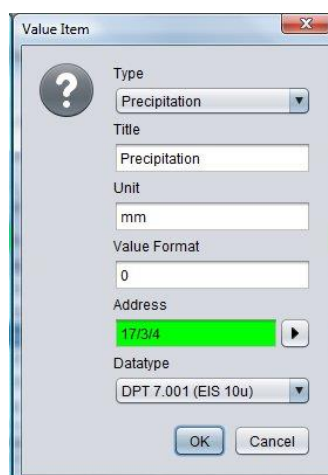 Value Item
Type
Precipitation
Title
Precipitation
Unit
mm
Value Format
0
Address
17/3/4
Datatype
DPT 7.001 (EIS 10u)
OK Cancel